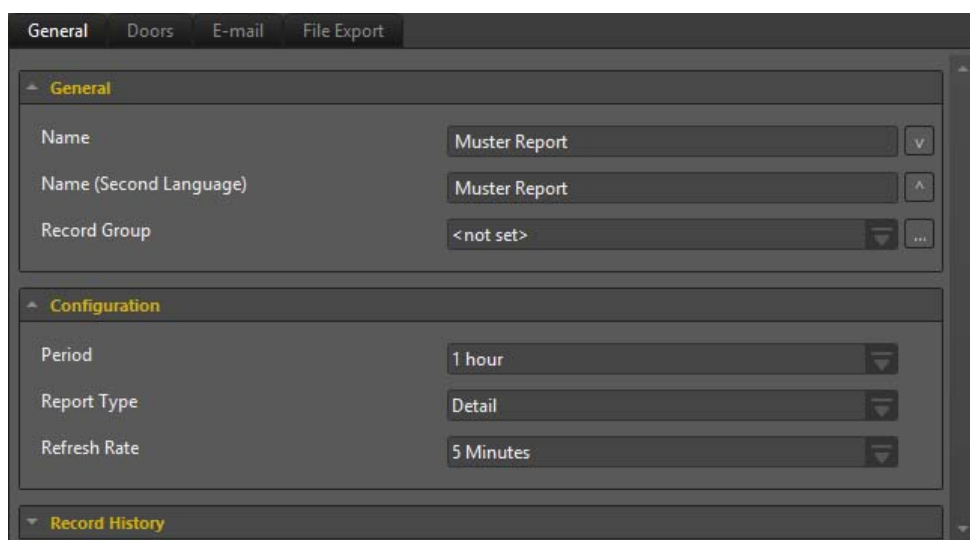 General Doors E-mail File Export
General
Name Muster Report v
Name (Second Language) Muster Report ^
Record Group <not set> ...
Configuration
Period 1 hour
Report Type Detail
Refresh Rate 5 Minutes
Record History